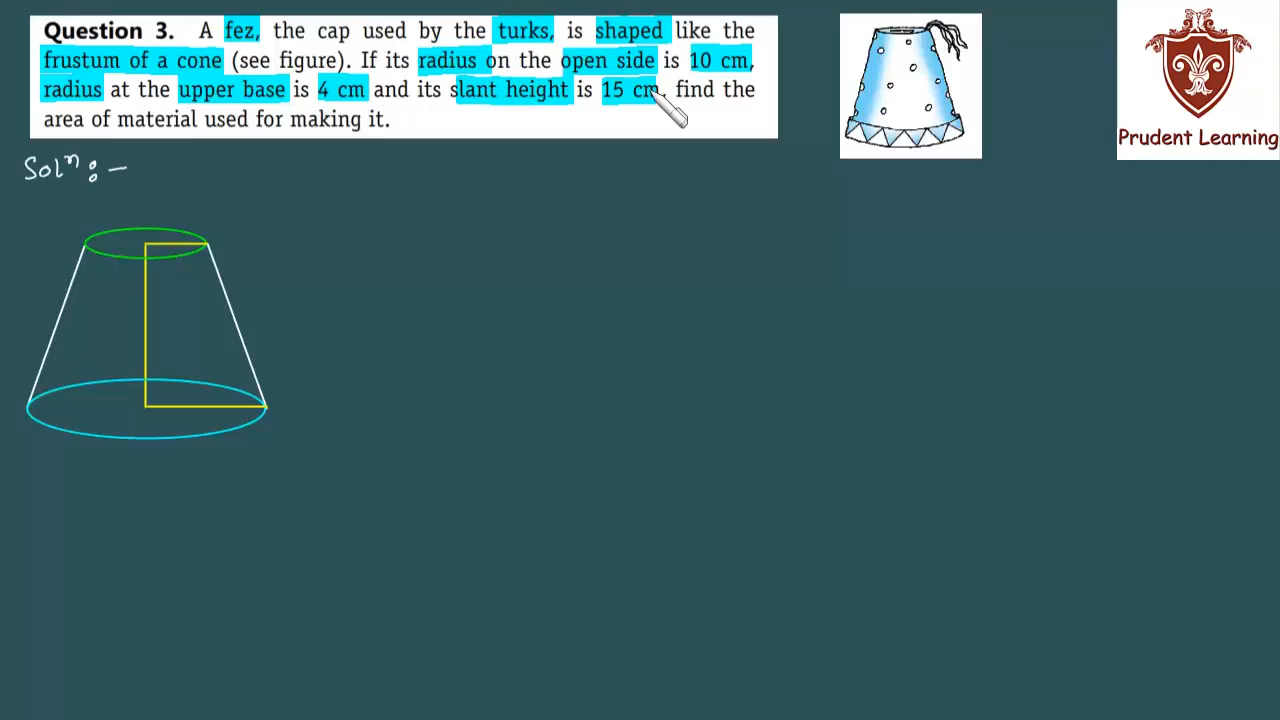 Question 3. A fez, the cap used by the turks, is shaped like the
frustum of a cone (see figure). If its radius on the open side is 10 cm,
radius at the upper base is 4 cm and its slant height is 15 cm, find the
area of material used for making it.
Prudent Learning
Solⁿ :-